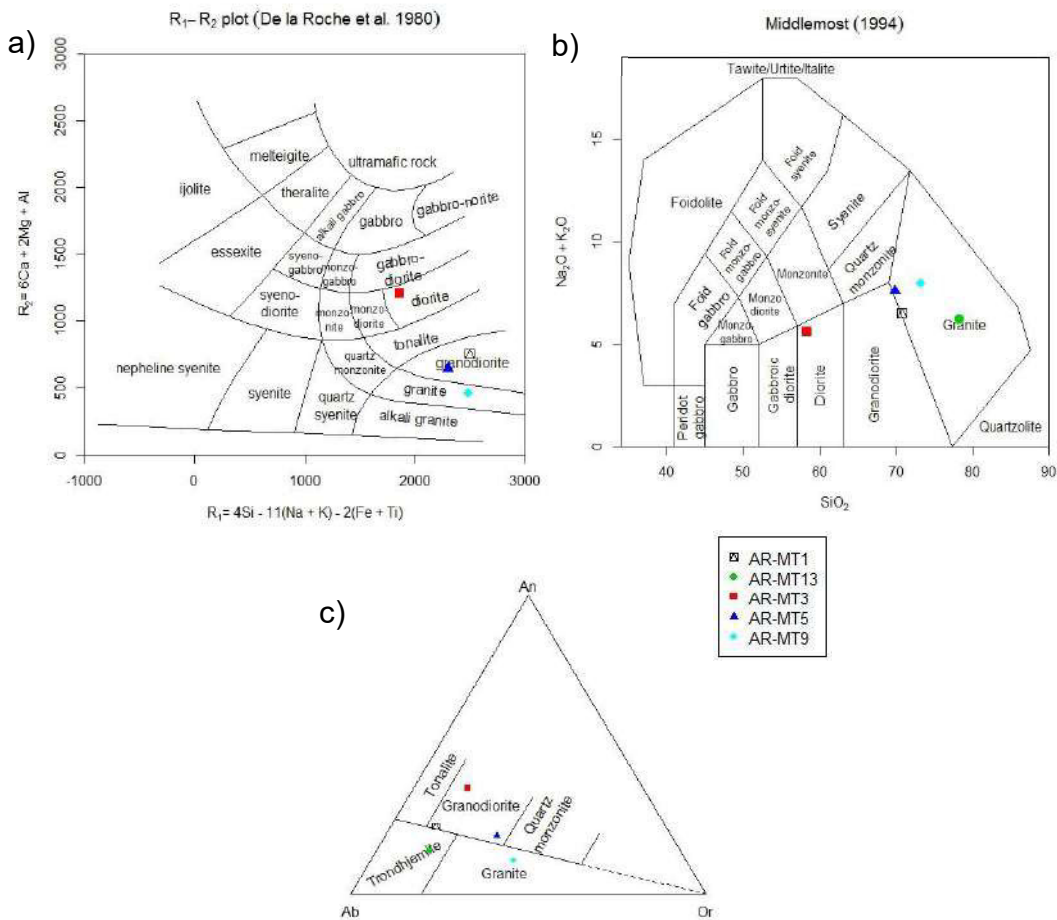 a)
R₁– R₂ plot (De la Roche et al. 1980)
R₂= 6Ca + 2Mg + Al
3000
2500
2000
1500
1000
500
0
melteigite
ultramafic rock
ijolite
theralite
alkali gabbro
gabbro
gabbro-norite
essexite
syeno-
gabbro
monzo-
gabbro
gabbro-
diorite
syeno-
diorite
monzo-
nite
monzo-
diorite
diorite
tonalite
nepheline syenite
quartz
monzonite
granodiorite
syenite
quartz
syenite
granite
alkali granite
-1000
0
1000
2000
3000
R₁= 4Si - 11(Na + K) - 2(Fe + Ti)
b)
Middlemost (1994)
Na₂O + K₂O
15
10
5
0
Tawite/Urtite/Italite
Foidolite
Foid
syenite
Foid
monzo-
syenite
Syenite
Foid
monzo-
gabbro
Monzonite
Quartz
monzonite
Foid
gabbro
Monzo
diorite
Monzo
gabbro
Granite
Peridot
gabbro
Gabbro
Gabbroic
diorite
Diorite
Granodiorite
Quartzolite
40
50
60
70
80
90
SiO₂
AR-MT1
AR-MT13
AR-MT3
AR-MT5
AR-MT9
c)
An
Tonalite
Granodiorite
Quartz
monzonite
Trondhjemite
Granite
Ab
Or